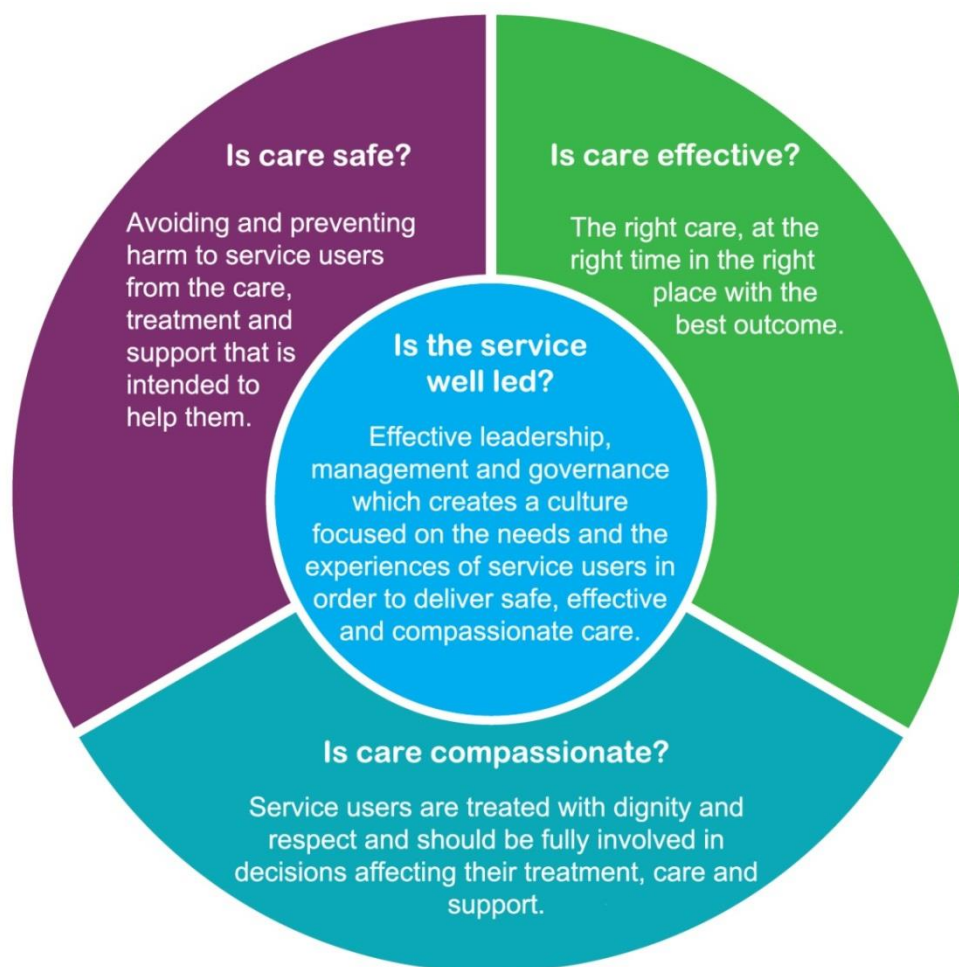 Is care safe?
Avoiding and preventing
harm to service users
from the care,
treatment and
support that is
intended to
help them.
Is care effective?
The right care, at the
right time in the right
place with the
best outcome.
Is the service
well led?
Effective leadership,
management and governance
which creates a culture
focused on the needs and the
experiences of service users in
order to deliver safe, effective
and compassionate care.
Is care compassionate?
Service users are treated with dignity and
respect and should be fully involved in
decisions affecting their treatment, care and
support.